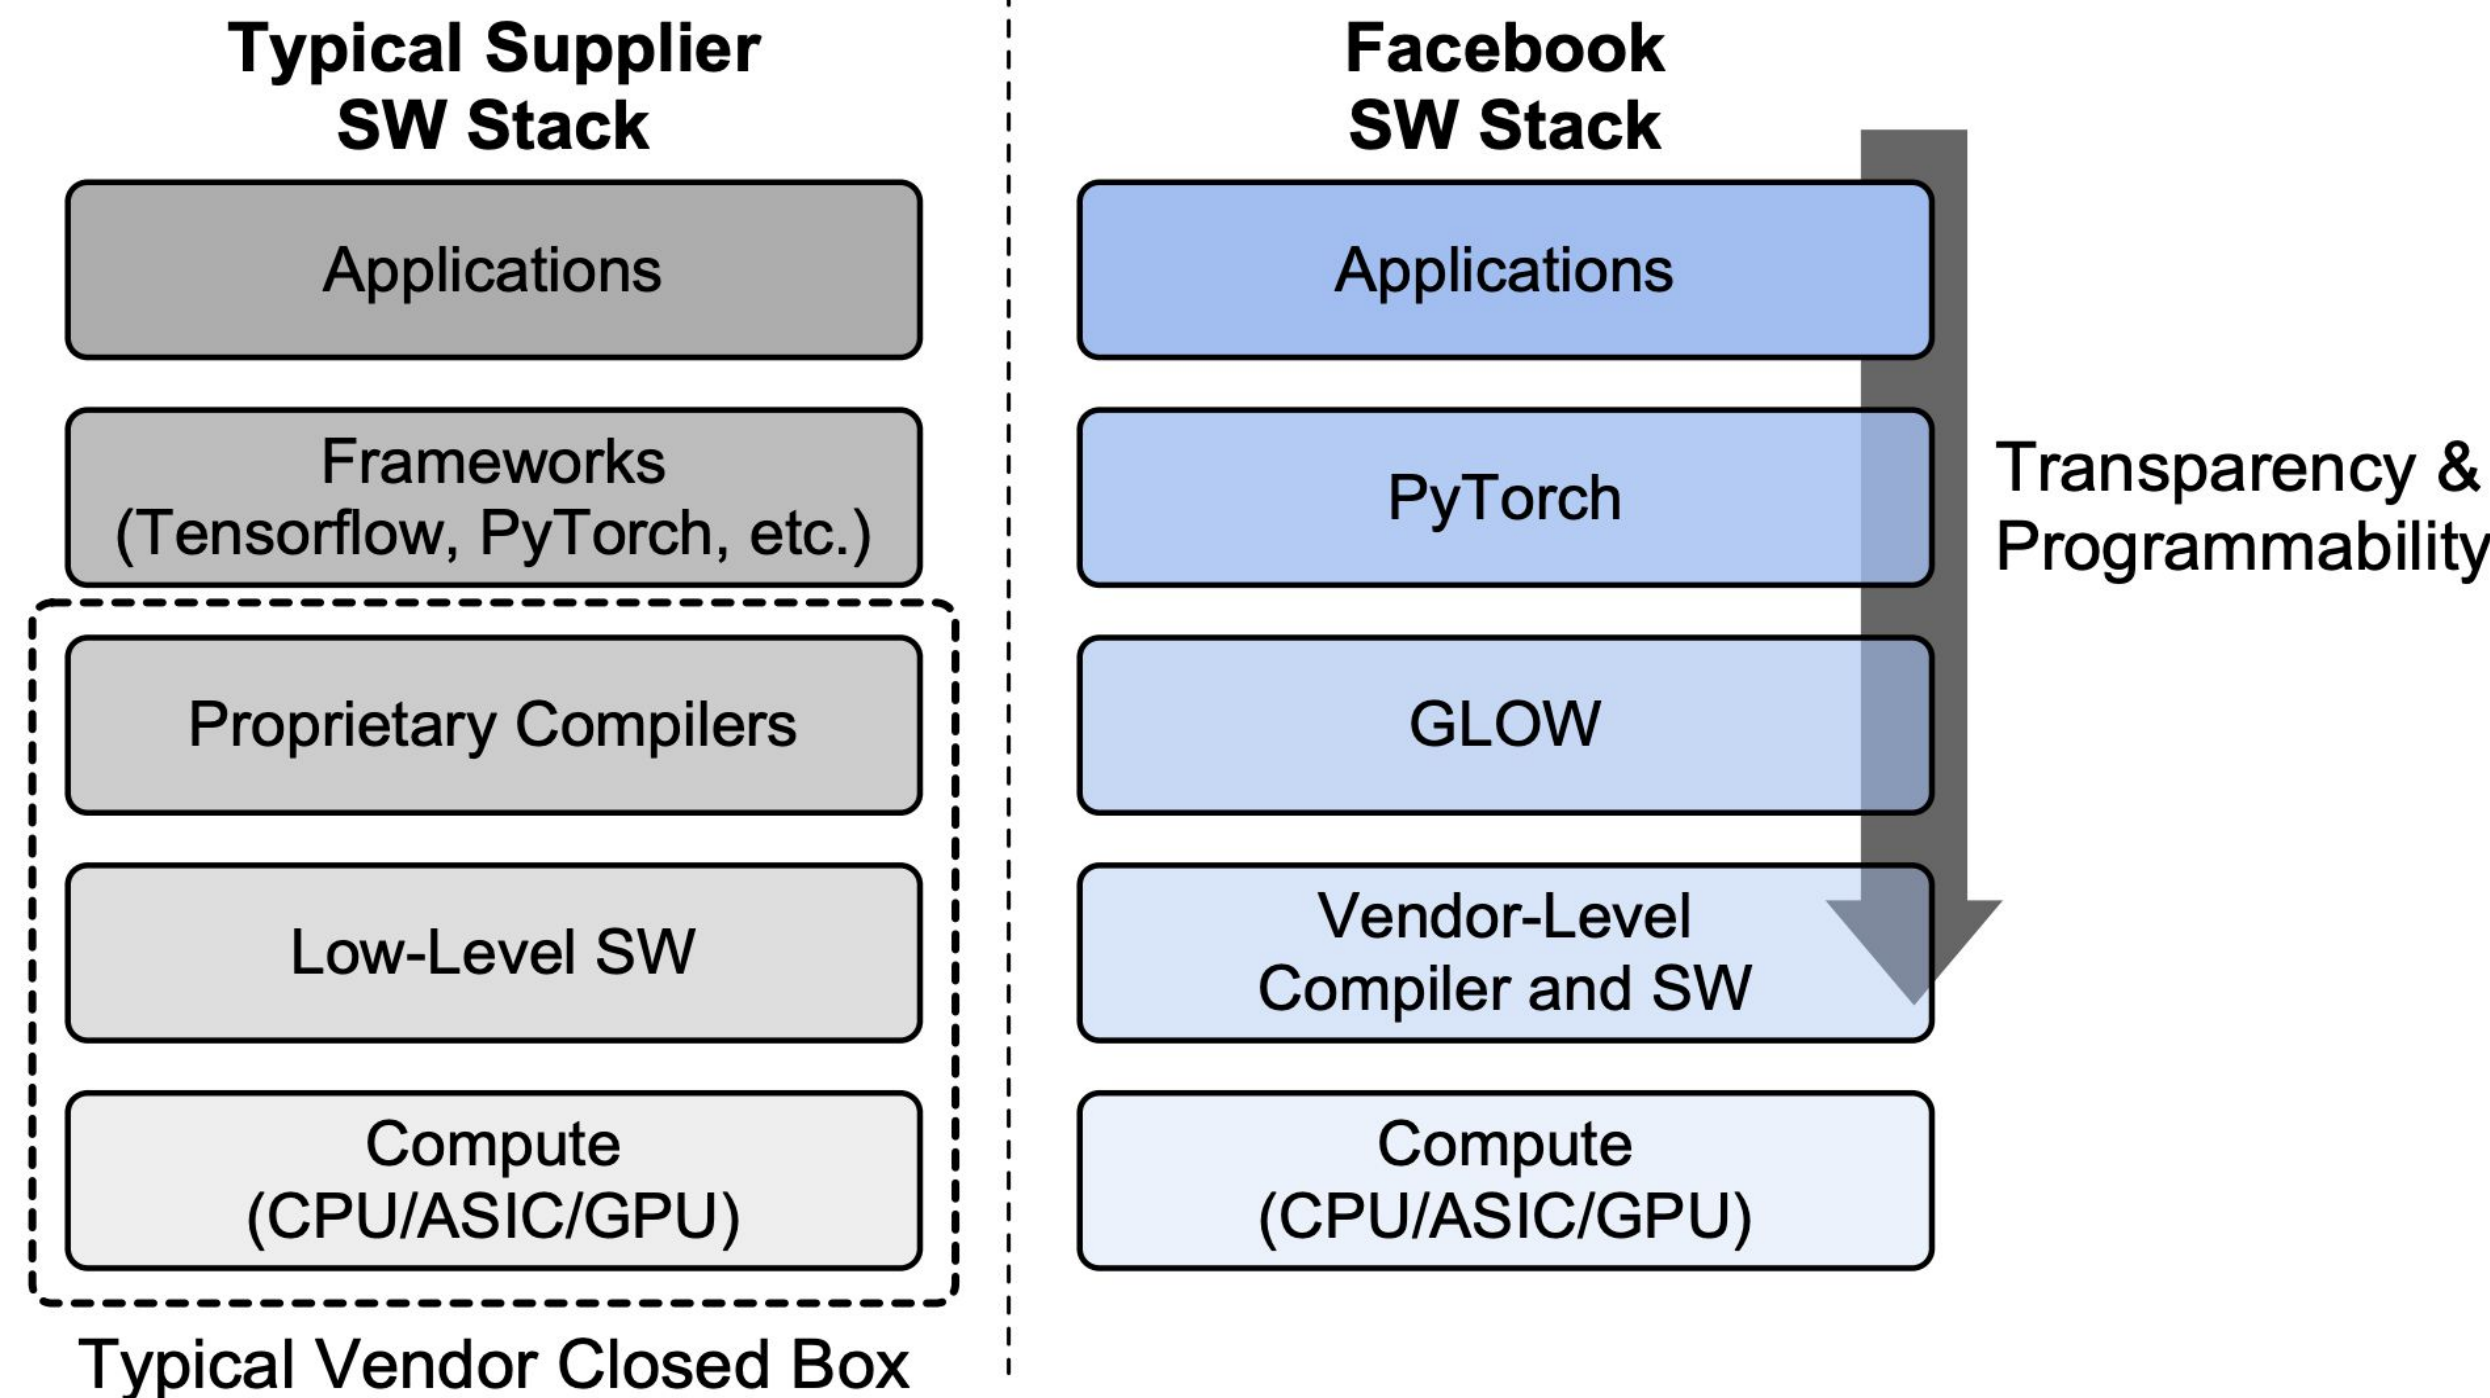 Typical Supplier
SW Stack
Applications
Frameworks
(Tensorflow, PyTorch, etc.)
Proprietary Compilers
Low-Level SW
Compute
(CPU/ASIC/GPU)
Typical Vendor Closed Box
Facebook
SW Stack
Applications
PyTorch
GLOW
Vendor-Level
Compiler and SW
Compute
(CPU/ASIC/GPU)
Transparency &
Programmability